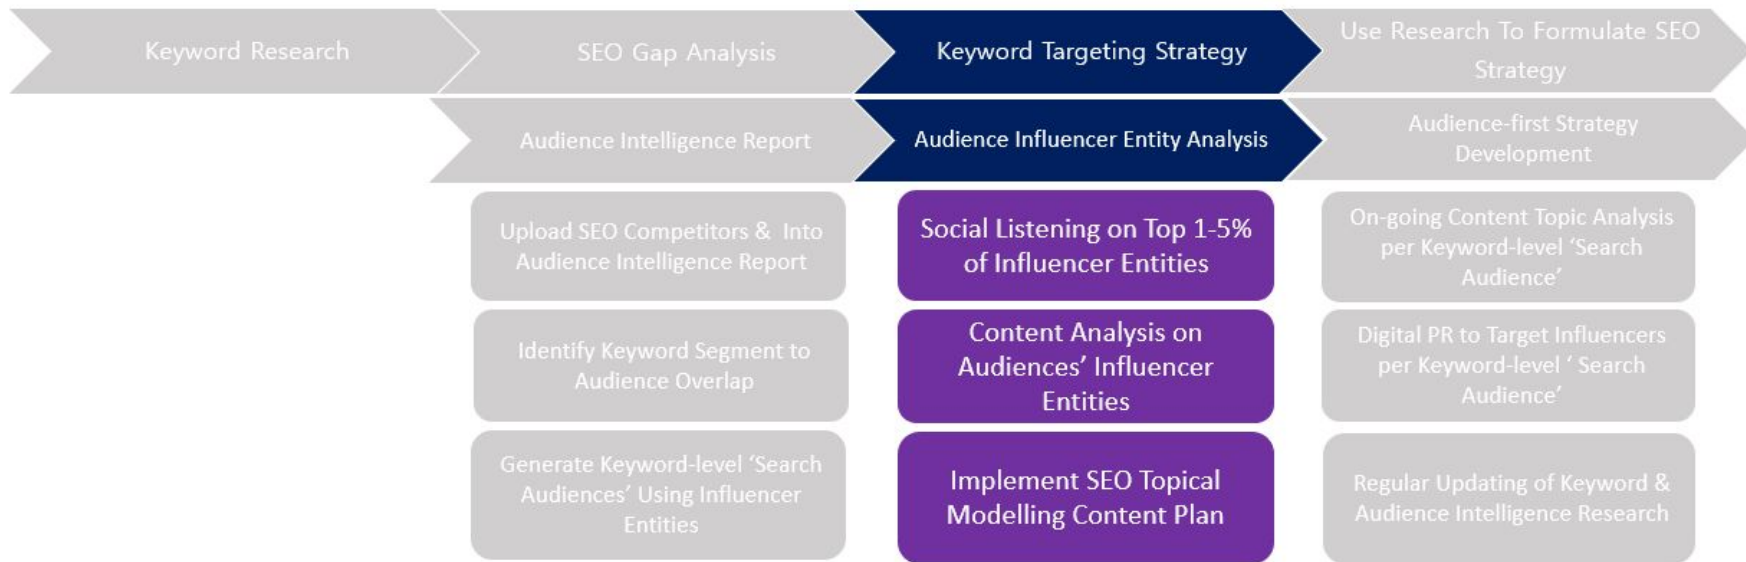 Keyword Research
SEO Gap Analysis
Keyword Targeting Strategy
Use Research To Formulate SEO
Strategy
Audience Intelligence Report
Audience Influencer Entity Analysis
Audience-first Strategy
Development
Upload SEO Competitors & Into
Audience Intelligence Report
Social Listening on Top 1-5%
of Influencer Entities
On-going Content Topic Analysis
per Keyword-level ‘Search
Audience’
Identify Keyword Segment to
Audience Overlap
Content Analysis on
Audiences’ Influencer
Entities
Digital PR to Target Influencers
per Keyword-level ‘ Search
Audience’
Generate Keyword-level ‘Search
Audiences’ Using Influencer
Entities
Implement SEO Topical
Modelling Content Plan
Regular Updating of Keyword &
Audience Intelligence Research